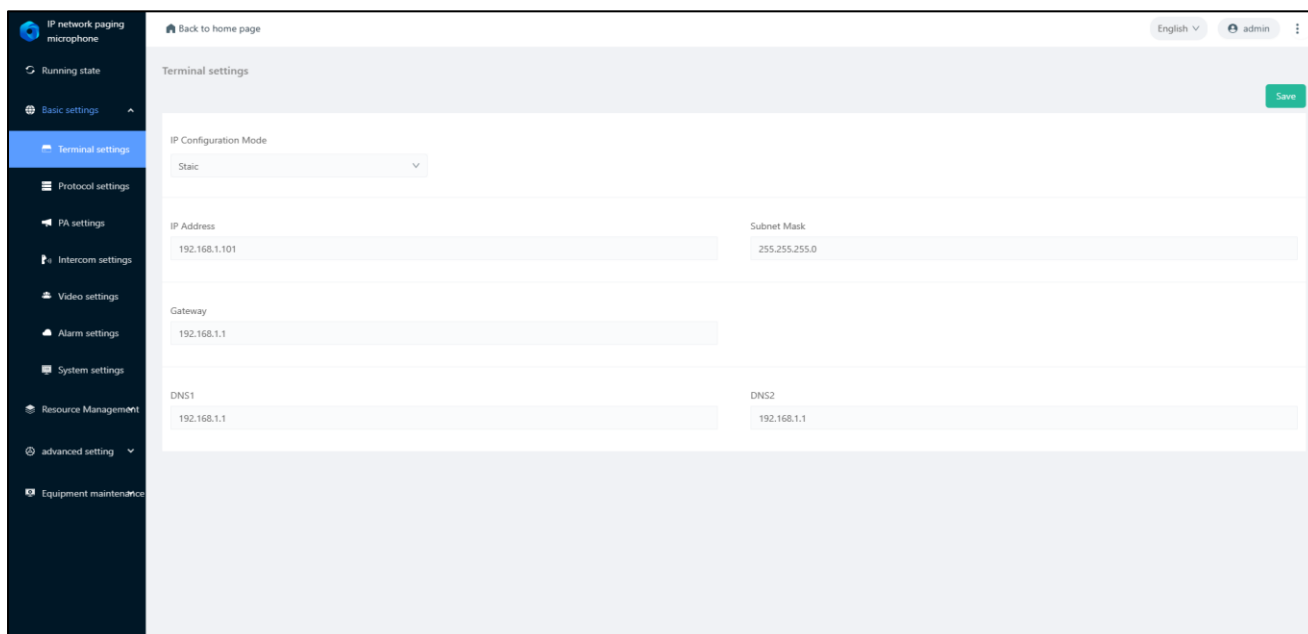 IP network paging
microphone
Back to home page
English
admin
Running state
Terminal settings
Save
Basic settings
Terminal settings
Protocol settings
PA settings
Intercom settings
Video settings
Alarm settings
System settings
Resource Management
advanced setting
Equipment maintenance
IP Configuration Mode
Staic
IP Address
192.168.1.101
Subnet Mask
255.255.255.0
Gateway
192.168.1.1
DNS1
192.168.1.1
DNS2
192.168.1.1